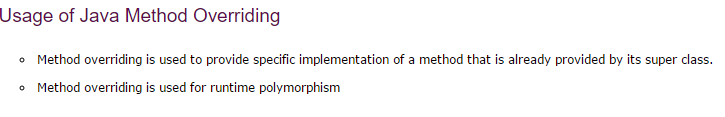 Usage of Java Method Overriding
Method overriding is used to provide specific implementation of a method that is already provided by its super class.
Method overriding is used for runtime polymorphism